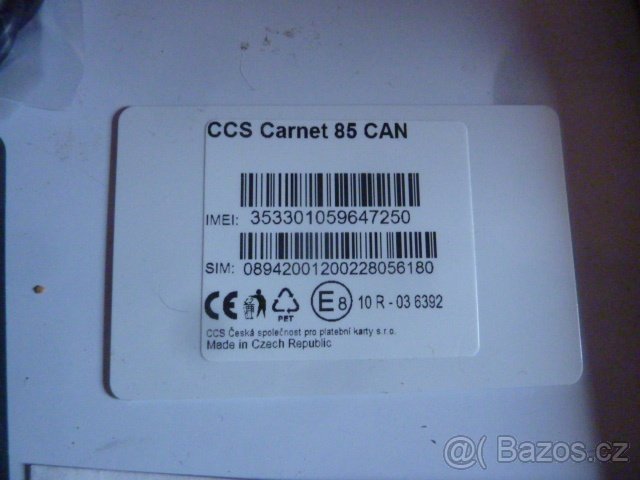 CCS Carnet 85 CAN
IMEI: 353301059647250
SIM: 08942001200228056180
CE PET E8 10 R - 03 6392
CCS Česká společnost pro platební karty s.r.o.
Made in Czech Republic
@( Bazos.cz